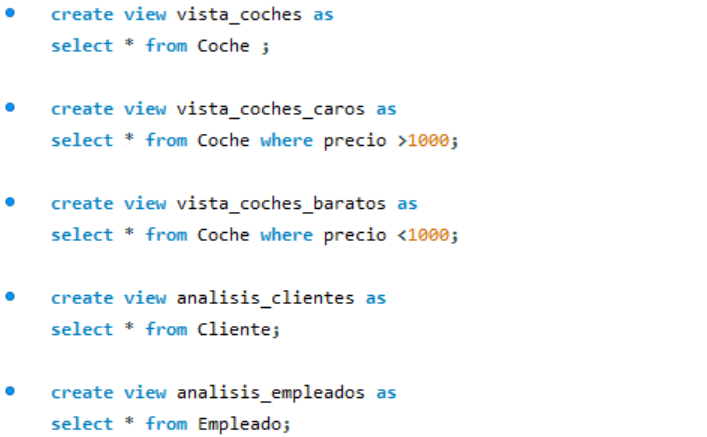 create view vista_coches as
select * from Coche ;
create view vista_coches_caros as
select * from Coche where precio >1000;
create view vista_coches_baratos as
select * from Coche where precio <1000;
create view analisis_clientes as
select * from Cliente;
create view analisis_empleados as
select * from Empleado;